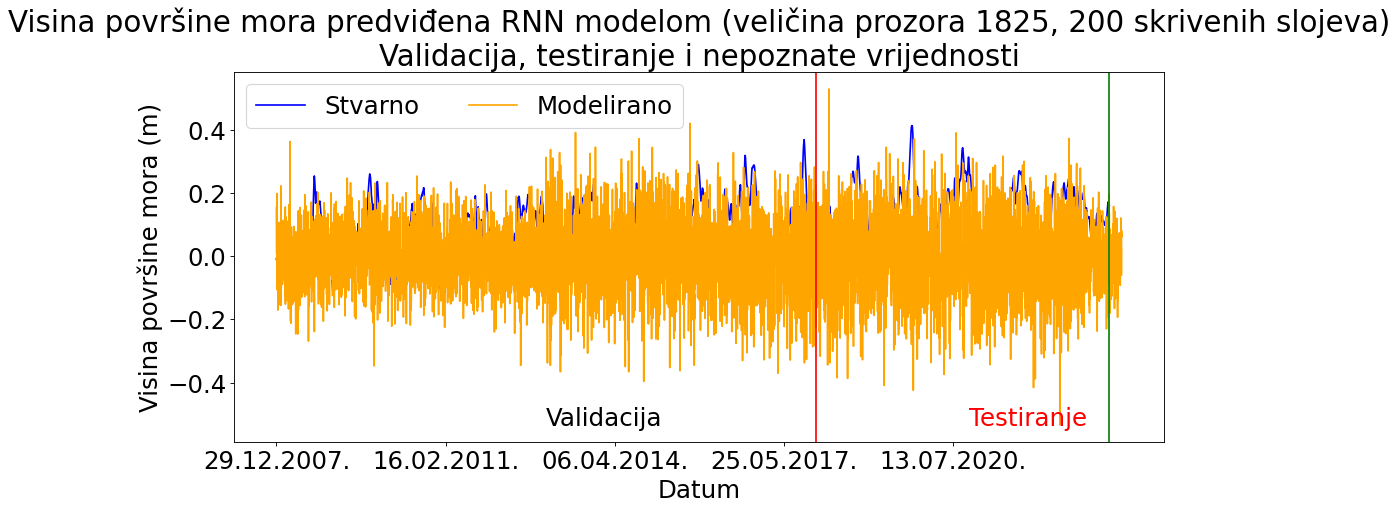 Visina površine mora predviđena RNN modelom (veličina prozora 1825, 200 skrivenih slojeva)
Validacija, testiranje i nepoznate vrijednosti
Stvarno
Modelirano
Visina površine mora (m)
0.4
0.2
0.0
−0.2
−0.4
Validacija
Testiranje
29.12.2007.
16.02.2011.
06.04.2014.
25.05.2017.
13.07.2020.
Datum